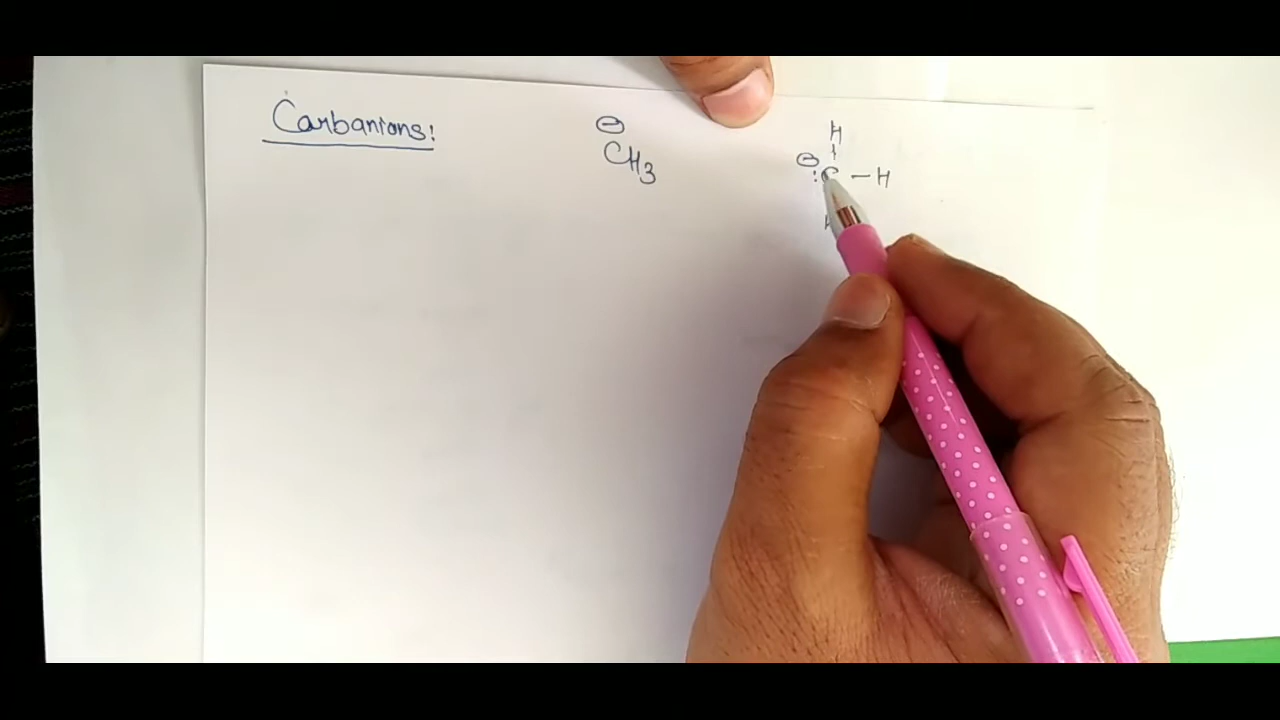 Carbanions:
⊖
CH3
H
|
⊖ :C – H
H